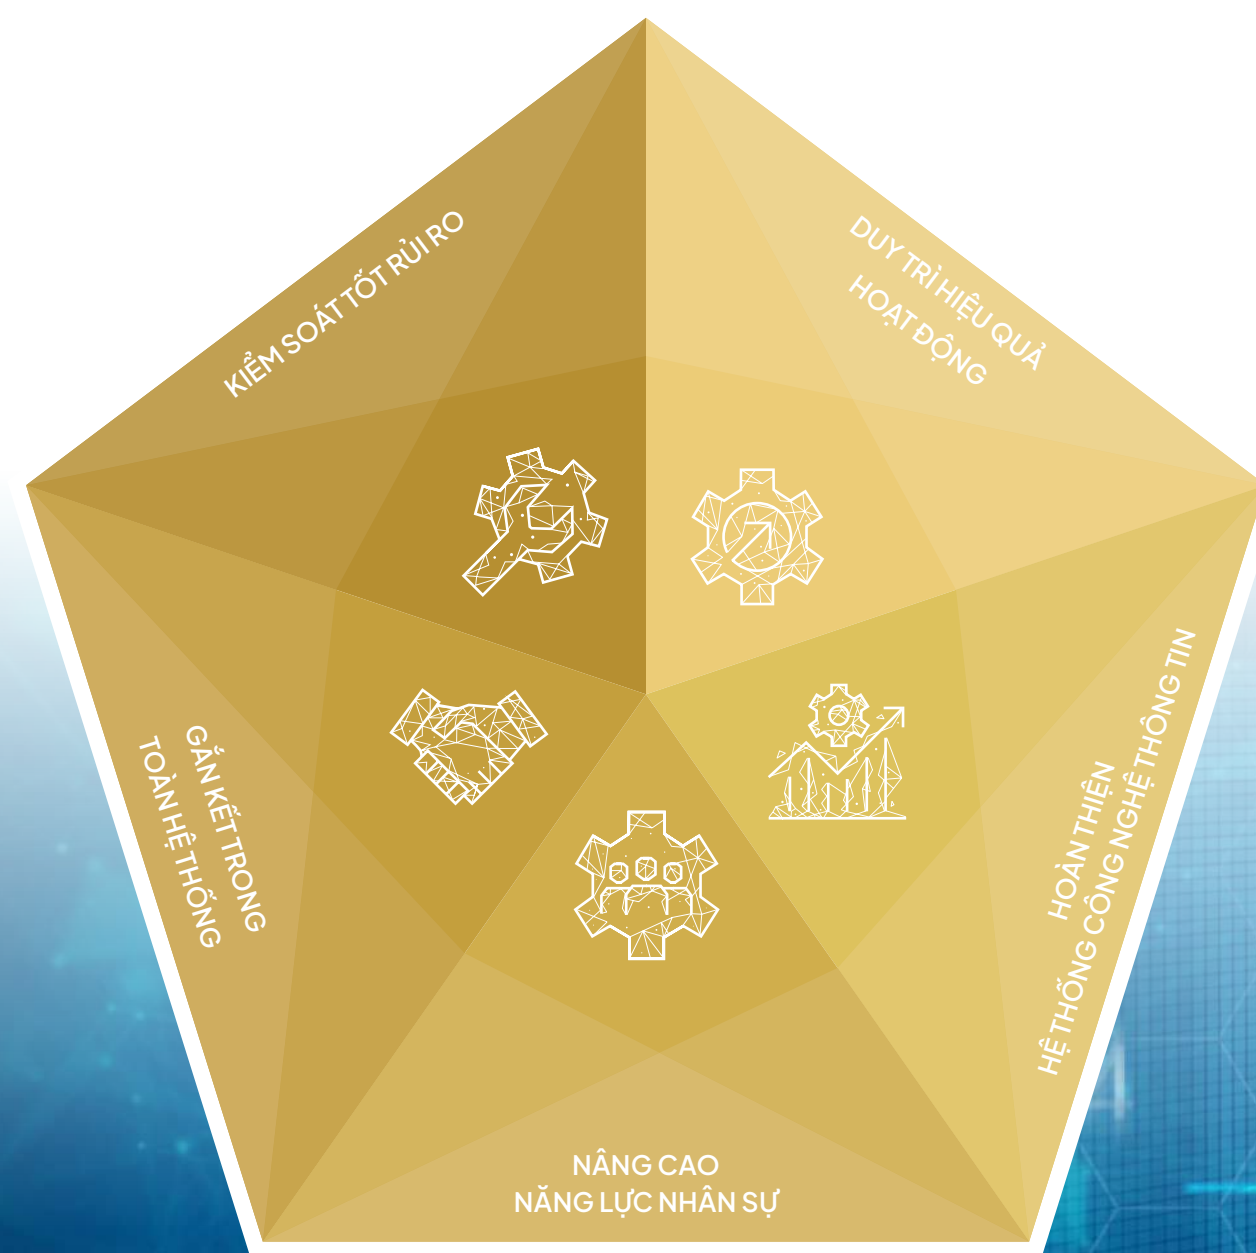 KIỂM SOÁT TỐT RỦI RO
DUY TRÌ HIỆU QUẢ
HOẠT ĐỘNG
GẮN KẾT TRONG
TOÀN HỆ THỐNG
HOÀN THIỆN
HỆ THỐNG CÔNG NGHỆ THÔNG TIN
NÂNG CAO
NĂNG LỰC NHÂN SỰ